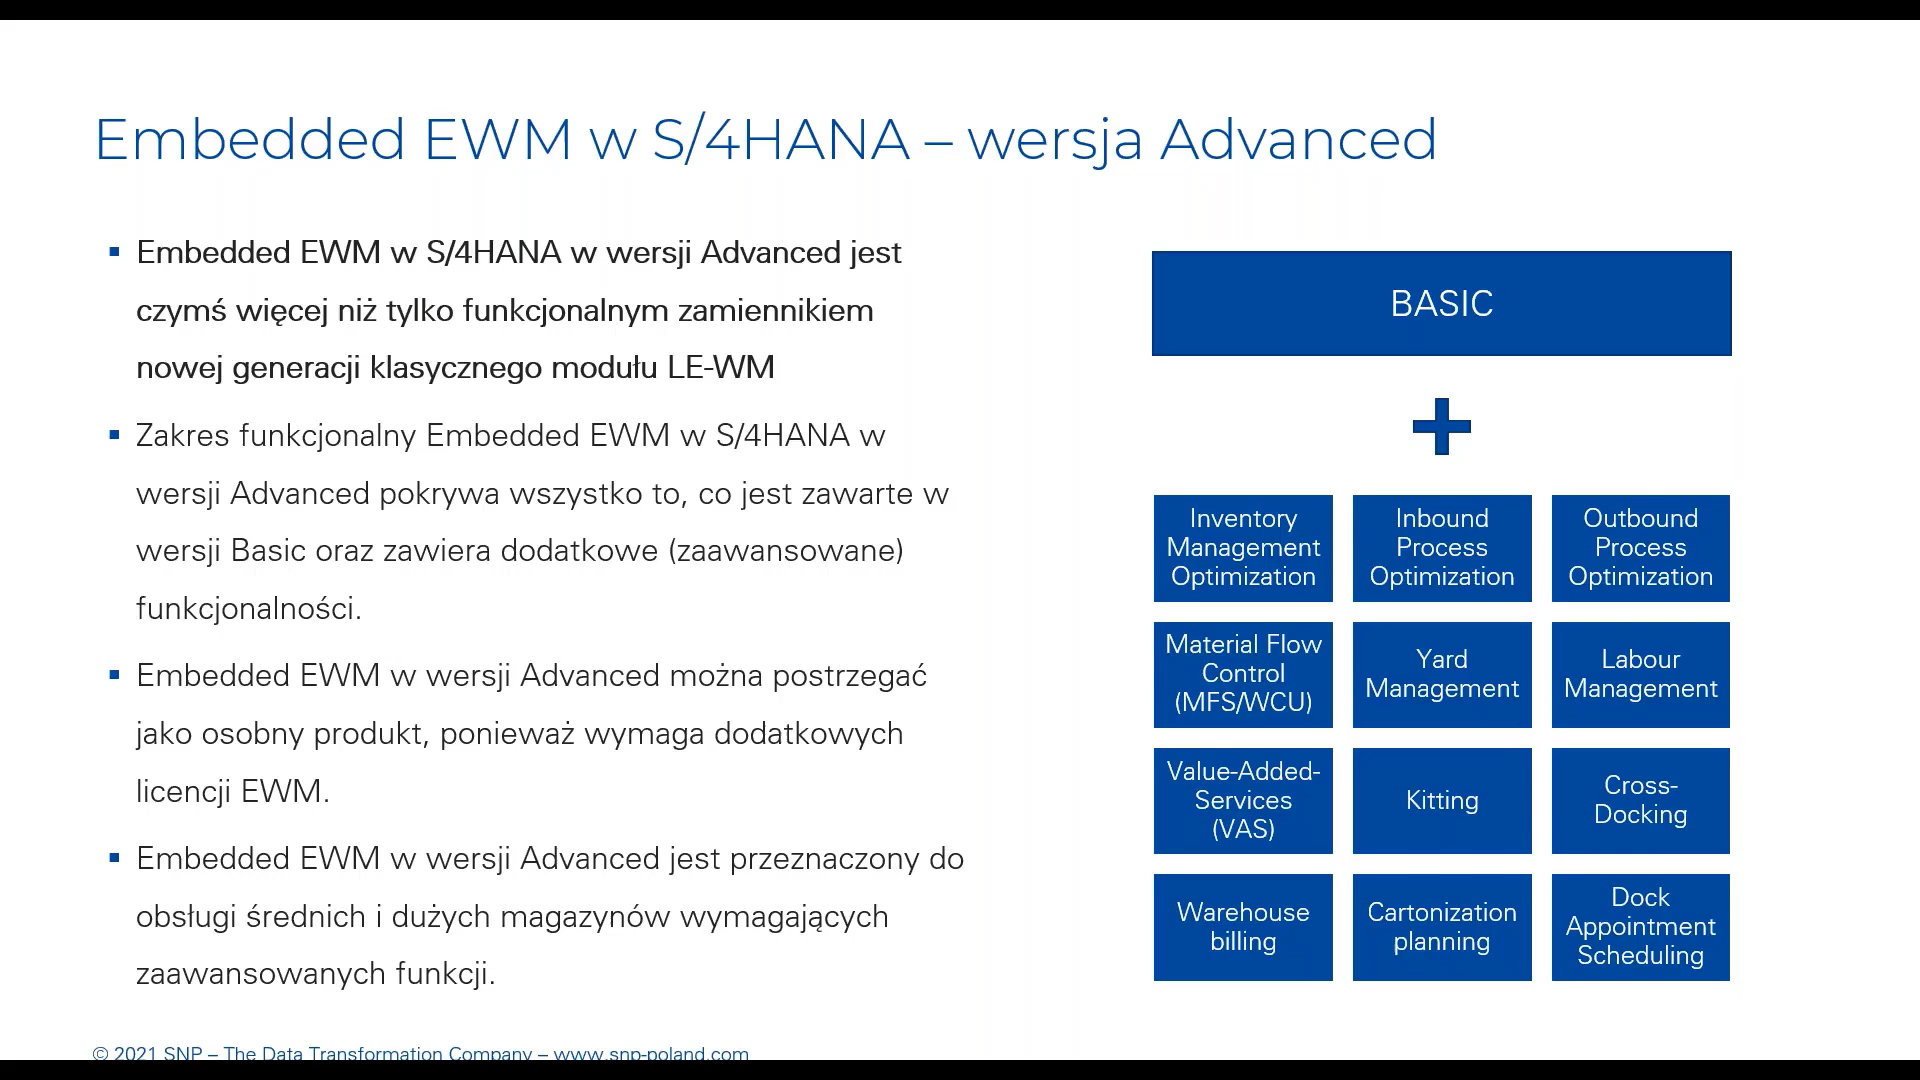 Embedded EWM w S/4HANA – wersja Advanced
Embedded EWM w S/4HANA w wersji Advanced jest
czymś więcej niż tylko funkcjonalnym zamiennikiem
nowej generacji klasycznego modułu LE-WM
Zakres funkcjonalny Embedded EWM w S/4HANA w
wersji Advanced pokrywa wszystko to, co jest zawarte w
wersji Basic oraz zawiera dodatkowe (zaawansowane)
funkcjonalności.
Embedded EWM w wersji Advanced można postrzegać
jako osobny produkt, ponieważ wymaga dodatkowych
licencji EWM.
Embedded EWM w wersji Advanced jest przeznaczony do
obsługi średnich i dużych magazynów wymagających
zaawansowanych funkcji.
BASIC
Inventory
Management
Optimization
Inbound
Process
Optimization
Outbound
Process
Optimization
Material Flow
Control
(MFS/WCU)
Yard
Management
Labour
Management
Value-Added-
Services
(VAS)
Kitting
Cross-
Docking
Warehouse
billing
Cartonization
planning
Dock
Appointment
Scheduling
© 2021 SNP – The Data Transformation Company – www.snp-poland.com